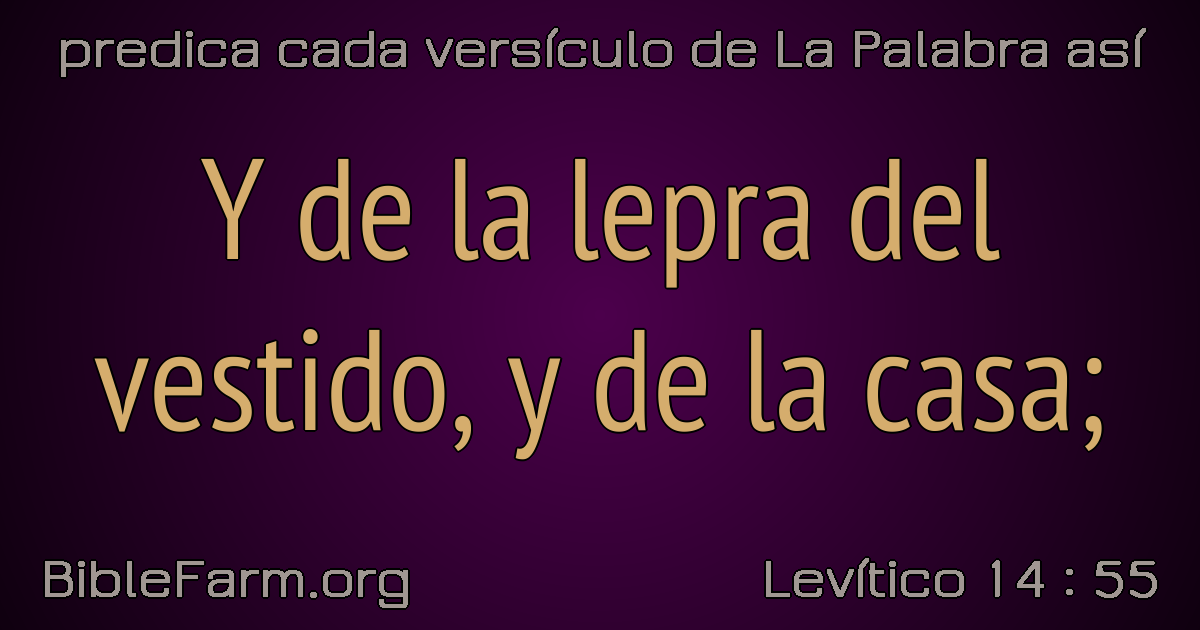 predica cada versículo de La Palabra así
Y de la lepra del
vestido, y de la casa;
BibleFarm.org
Levítico 14 : 55